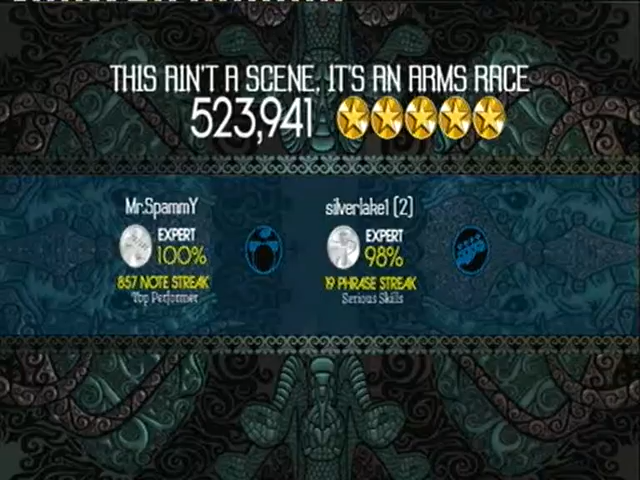 THIS AIN'T A SCENE, IT'S AN ARMS RACE
523,941
Mr.SpammY
EXPERT
100%
857 NOTE STREAK
Top Performer
silverlake1 (2)
EXPERT
98%
19 PHRASE STREAK
Serious Skills